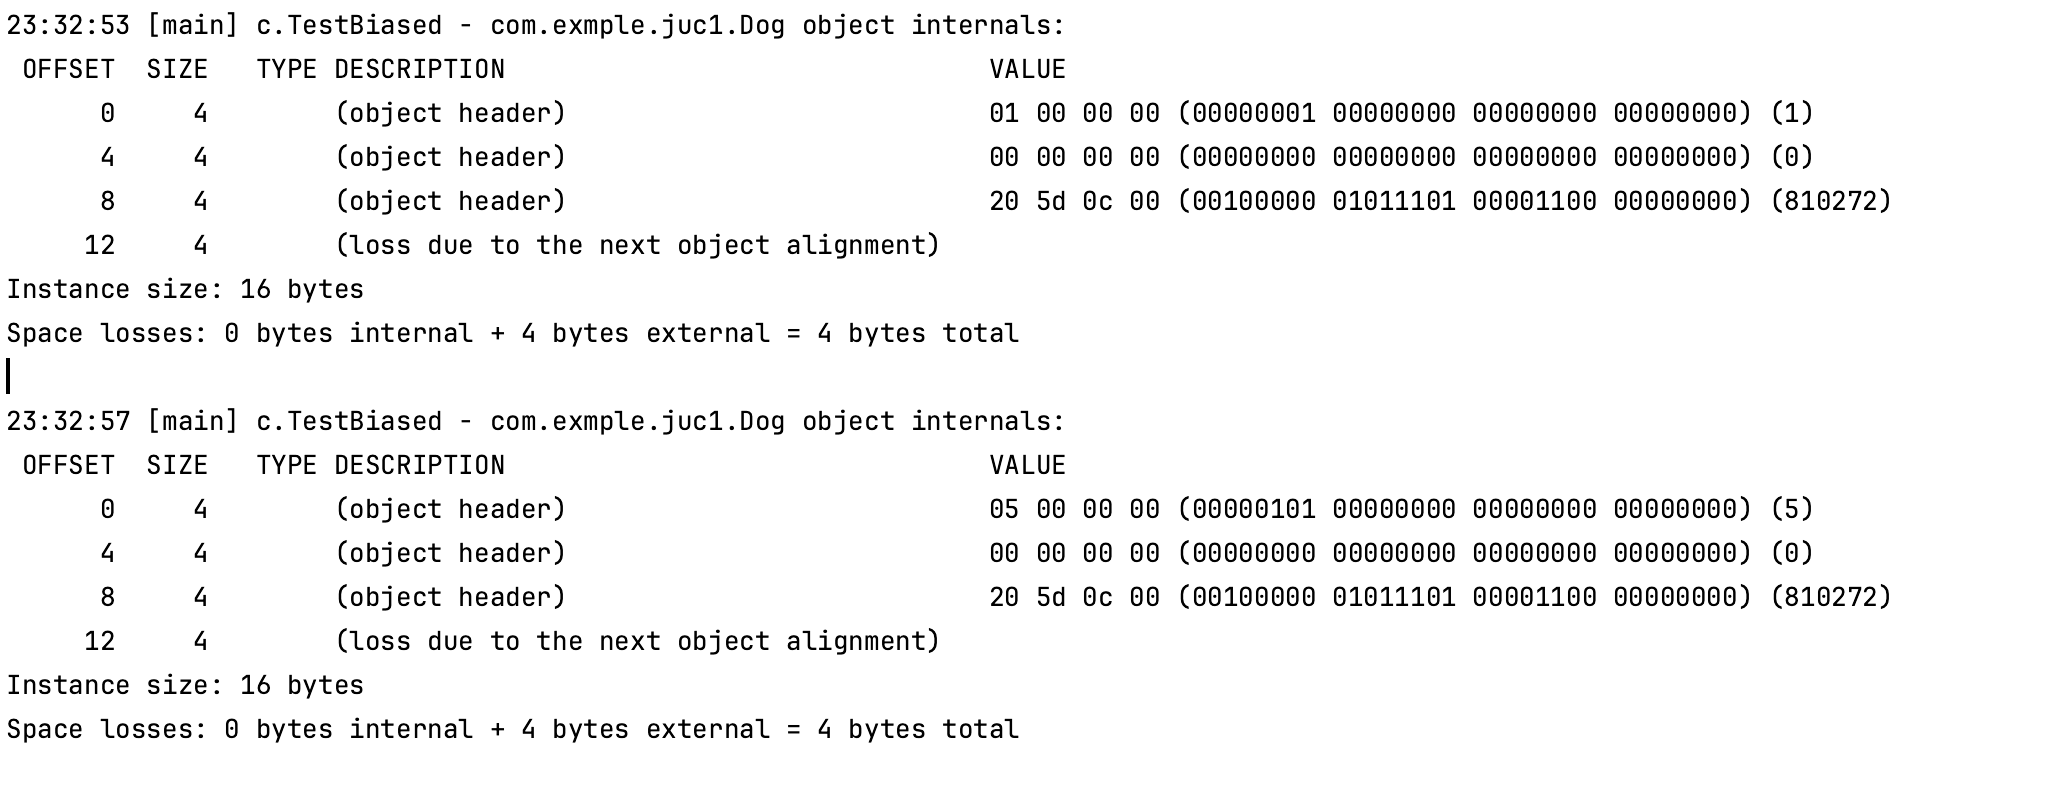 23:32:53 [main] c.TestBiased - com.exmple.juc1.Dog object internals:
 OFFSET  SIZE   TYPE DESCRIPTION                               VALUE
      0     4        (object header)                           01 00 00 00 (00000001 00000000 00000000 00000000) (1)
      4     4        (object header)                           00 00 00 00 (00000000 00000000 00000000 00000000) (0)
      8     4        (object header)                           20 5d 0c 00 (00100000 01011101 00001100 00000000) (810272)
     12     4        (loss due to the next object alignment)
Instance size: 16 bytes
Space losses: 0 bytes internal + 4 bytes external = 4 bytes total
23:32:57 [main] c.TestBiased - com.exmple.juc1.Dog object internals:
 OFFSET  SIZE   TYPE DESCRIPTION                               VALUE
      0     4        (object header)                           05 00 00 00 (00000101 00000000 00000000 00000000) (5)
      4     4        (object header)                           00 00 00 00 (00000000 00000000 00000000 00000000) (0)
      8     4        (object header)                           20 5d 0c 00 (00100000 01011101 00001100 00000000) (810272)
     12     4        (loss due to the next object alignment)
Instance size: 16 bytes
Space losses: 0 bytes internal + 4 bytes external = 4 bytes total